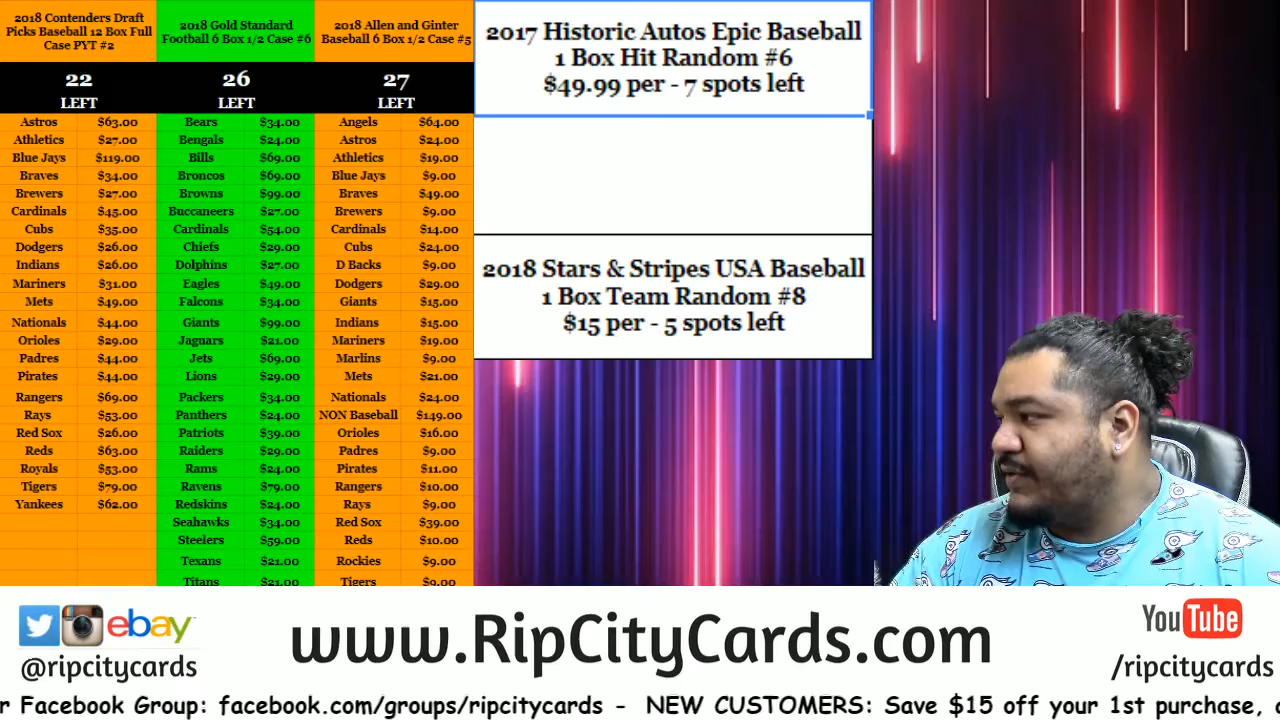 2018 Contenders Draft
Picks Baseball 12 Box Full
Case PYT #2
22
LEFT
Astros $63.00
Athletics $27.00
Blue Jays $119.00
Braves $34.00
Brewers $27.00
Cardinals $45.00
Cubs $35.00
Dodgers $26.00
Indians $26.00
Mariners $31.00
Mets $49.00
Nationals $44.00
Orioles $29.00
Padres $44.00
Pirates $44.00
Rangers $69.00
Rays $53.00
Red Sox $26.00
Reds $63.00
Royals $53.00
Tigers $79.00
Yankees $62.00
2018 Gold Standard
Football 6 Box 1/2 Case #6
26
LEFT
Bears $34.00
Bengals $24.00
Bills $69.00
Broncos $69.00
Browns $99.00
Buccaneers $27.00
Cardinals $54.00
Chiefs $29.00
Dolphins $27.00
Eagles $49.00
Falcons $34.00
Giants $99.00
Jaguars $21.00
Jets $69.00
Lions $29.00
Packers $34.00
Panthers $24.00
Patriots $39.00
Raiders $29.00
Rams $24.00
Ravens $79.00
Redskins $24.00
Seahawks $34.00
Steelers $59.00
Texans $21.00
Titans $21.00
2018 Allen and Ginter
Baseball 6 Box 1/2 Case #5
27
LEFT
Angels $64.00
Astros $24.00
Athletics $19.00
Blue Jays $9.00
Braves $49.00
Brewers $9.00
Cardinals $14.00
Cubs $24.00
D Backs $9.00
Dodgers $29.00
Giants $15.00
Indians $15.00
Mariners $19.00
Marlins $9.00
Mets $21.00
Nationals $24.00
NON Baseball $149.00
Orioles $16.00
Padres $9.00
Pirates $11.00
Rangers $10.00
Rays $9.00
Red Sox $39.00
Reds $10.00
Rockies $9.00
Tigers $9.00
2017 Historic Autos Epic Baseball
1 Box Hit Random #6
$49.99 per - 7 spots left
2018 Stars & Stripes USA Baseball
1 Box Team Random #8
$15 per - 5 spots left
ebay
@ripcitycards
www.RipCityCards.com
YouTube
/ripcitycards
r Facebook Group: facebook.com/groups/ripcitycards - NEW CUSTOMERS: Save $15 off your 1st purchase,